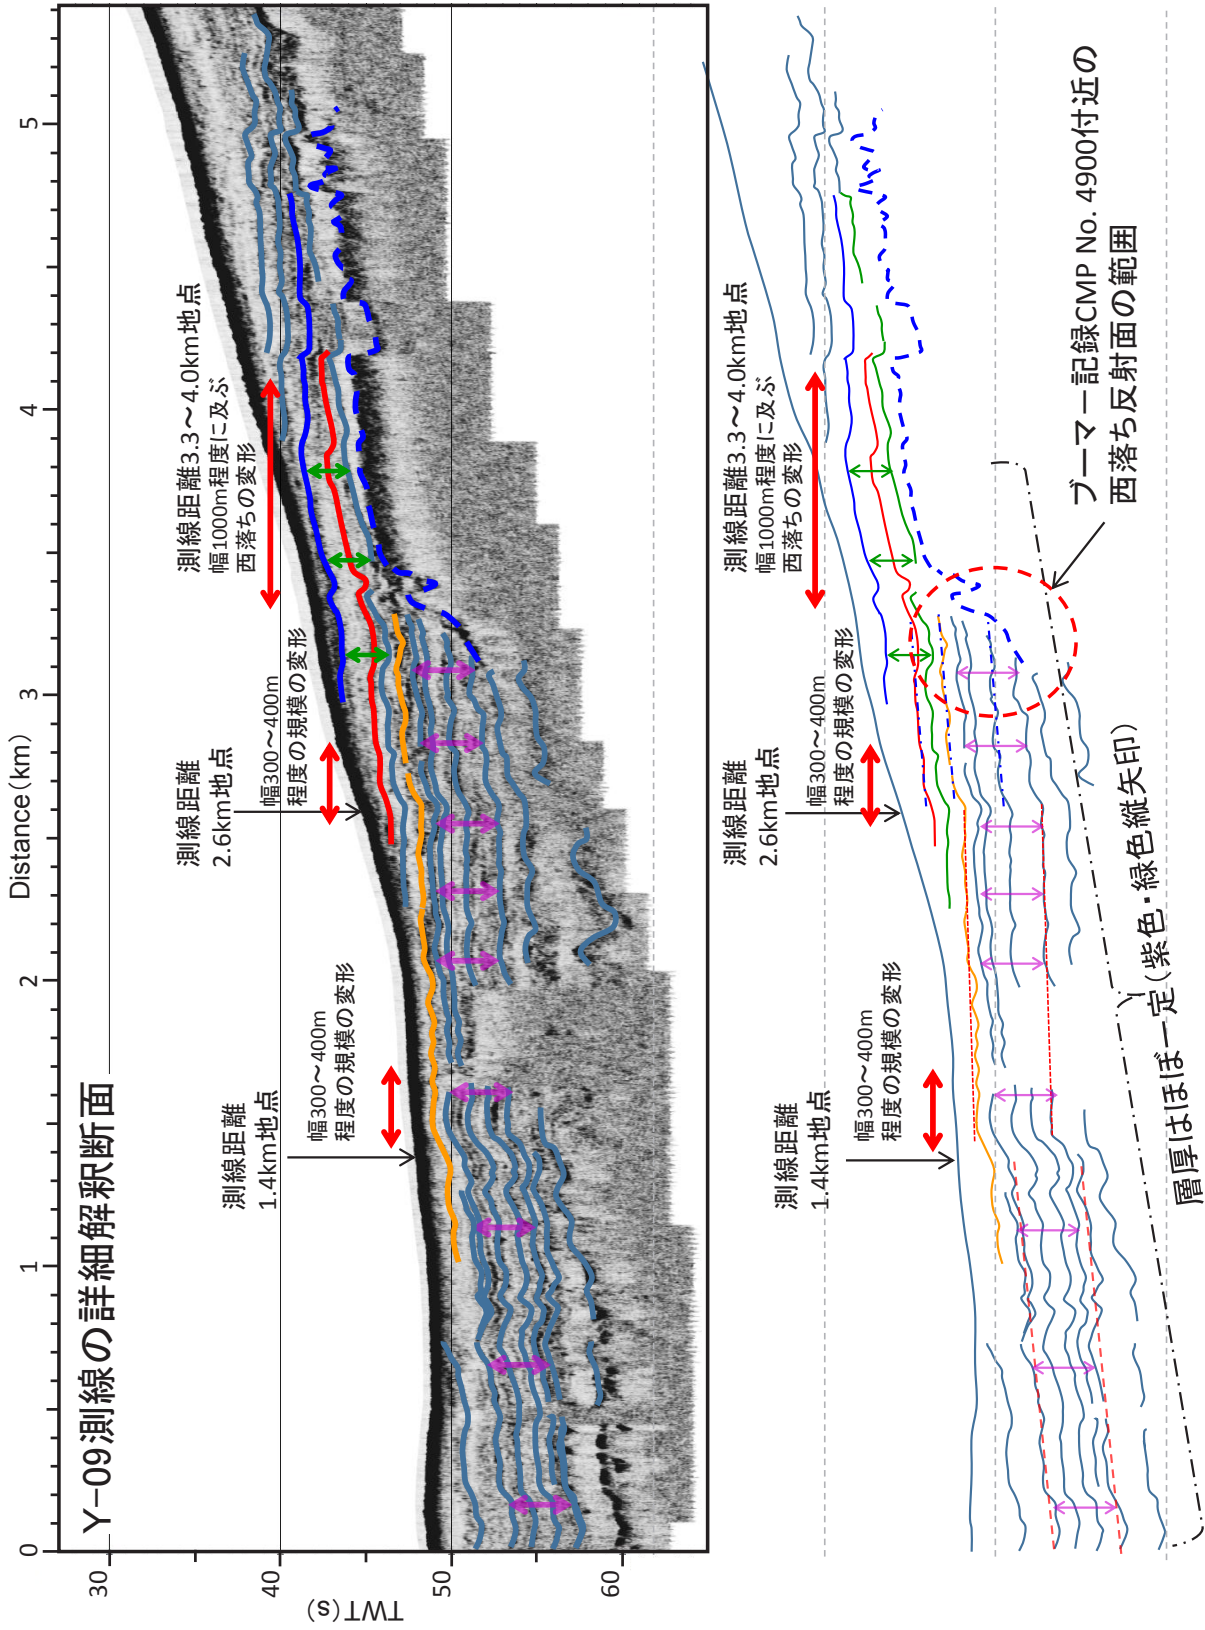 Y−09測線の詳細解釈断面
Distance(km)
0
1
2
3
4
5
TWT(s)
30
40
50
60
測線距離
1.4km地点
幅300〜400m
程度の規模の変形
測線距離
2.6km地点
幅300〜400m
程度の規模の変形
測線距離3.3〜4.0km地点
幅1000m程度に及ぶ
西落ちの変形
測線距離
1.4km地点
幅300〜400m
程度の規模の変形
測線距離
2.6km地点
幅300〜400m
程度の規模の変形
測線距離3.3〜4.0km地点
幅1000m程度に及ぶ
西落ちの変形
ブーマー記録CMP No. 4900付近の
西落ち反射面の範囲
層厚はほぼ一定(紫色・緑色縦矢印)